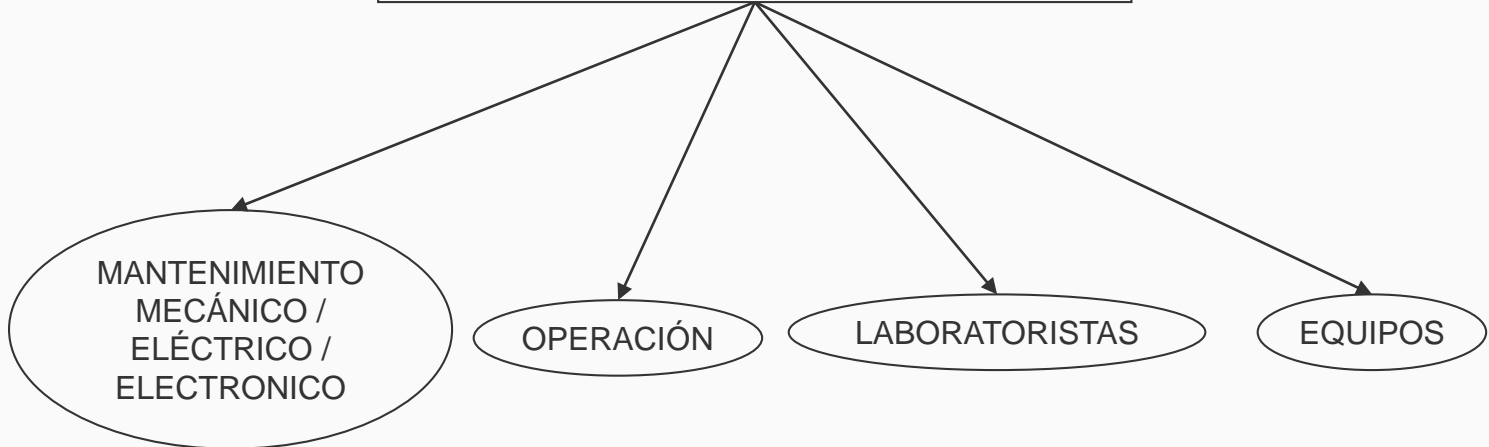 MANTENIMIENTO
MECÁNICO /
ELÉCTRICO /
ELECTRONICO
OPERACIÓN
LABORATORISTAS
EQUIPOS